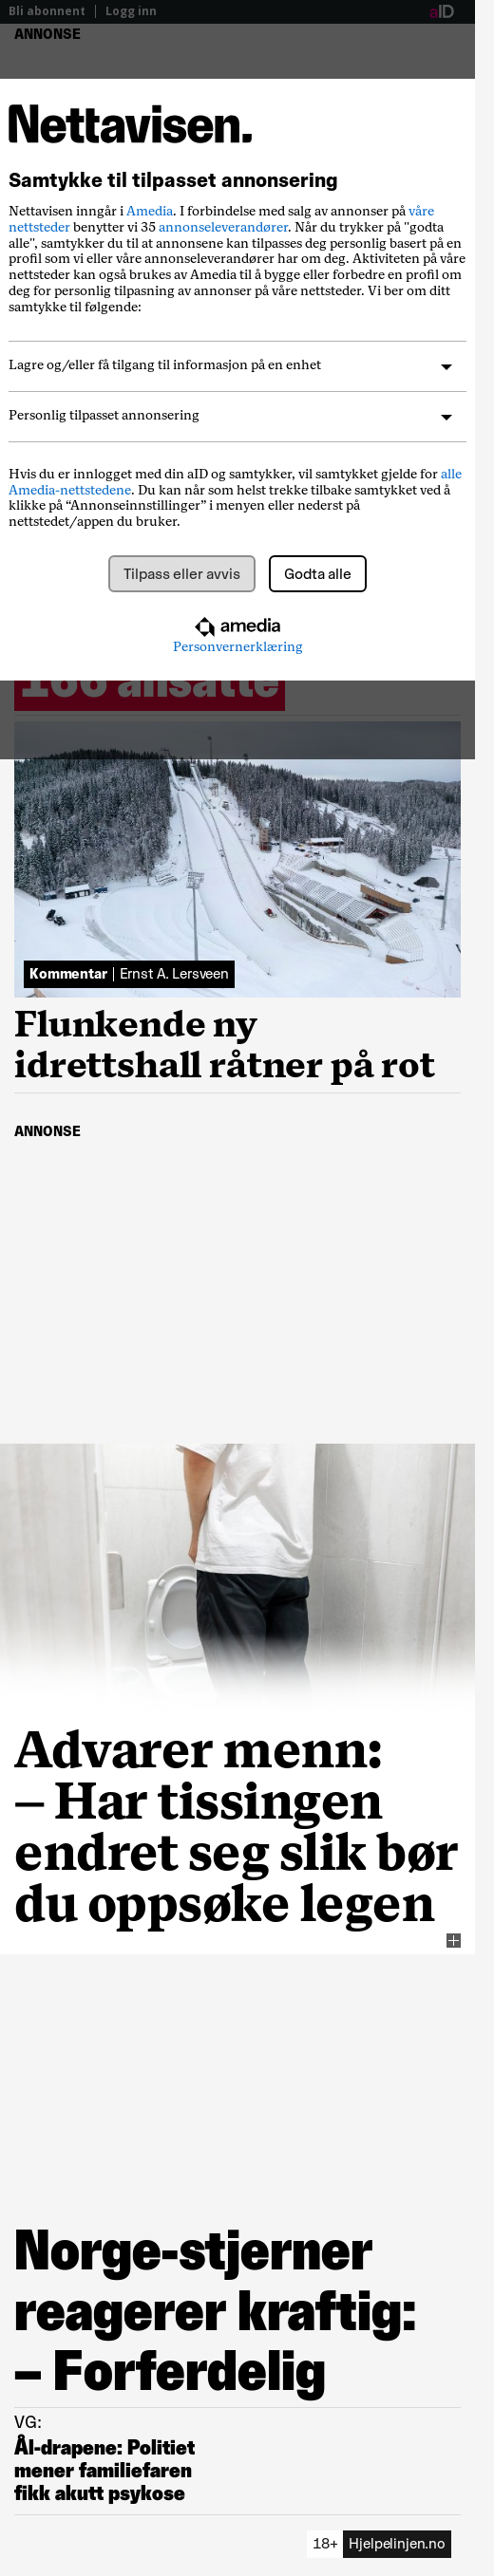 Bli abonnent | Logg inn
aID
ANNONSE
Nettavisen.
Samtykke til tilpasset annonsering
Nettavisen inngår i Amedia. I forbindelse med salg av annonser på våre
nettsteder benytter vi 35 annonseleverandører. Når du trykker på "godta
alle", samtykker du til at annonsene kan tilpasses deg personlig basert på en
profil som vi eller våre annonseleverandører har om deg. Aktiviteten på våre
nettsteder kan også brukes av Amedia til å bygge eller forbedre en profil om
deg for personlig tilpasning av annonser på våre nettsteder. Vi ber om ditt
samtykke til følgende:
Lagre og/eller få tilgang til informasjon på en enhet
Personlig tilpasset annonsering
Hvis du er innlogget med din aID og samtykker, vil samtykket gjelde for alle
Amedia-nettstedene. Du kan når som helst trekke tilbake samtykket ved å
klikke på “Annonseinnstillinger” i menyen eller nederst på
nettstedet/appen du bruker.
Tilpass eller avvis
Godta alle
amedia
Personvernerklæring
166 ansatte
Kommentar | Ernst A. Lersveen
Flunkende ny
idrettshall råtner på rot
ANNONSE
Advarer menn:
– Har tissingen
endret seg slik bør
du oppsøke legen
Norge-stjerner
reagerer kraftig:
– Forferdelig
VG:
Ål-drapene: Politiet
mener familiefaren
fikk akutt psykose
18+ Hjelpelinjen.no